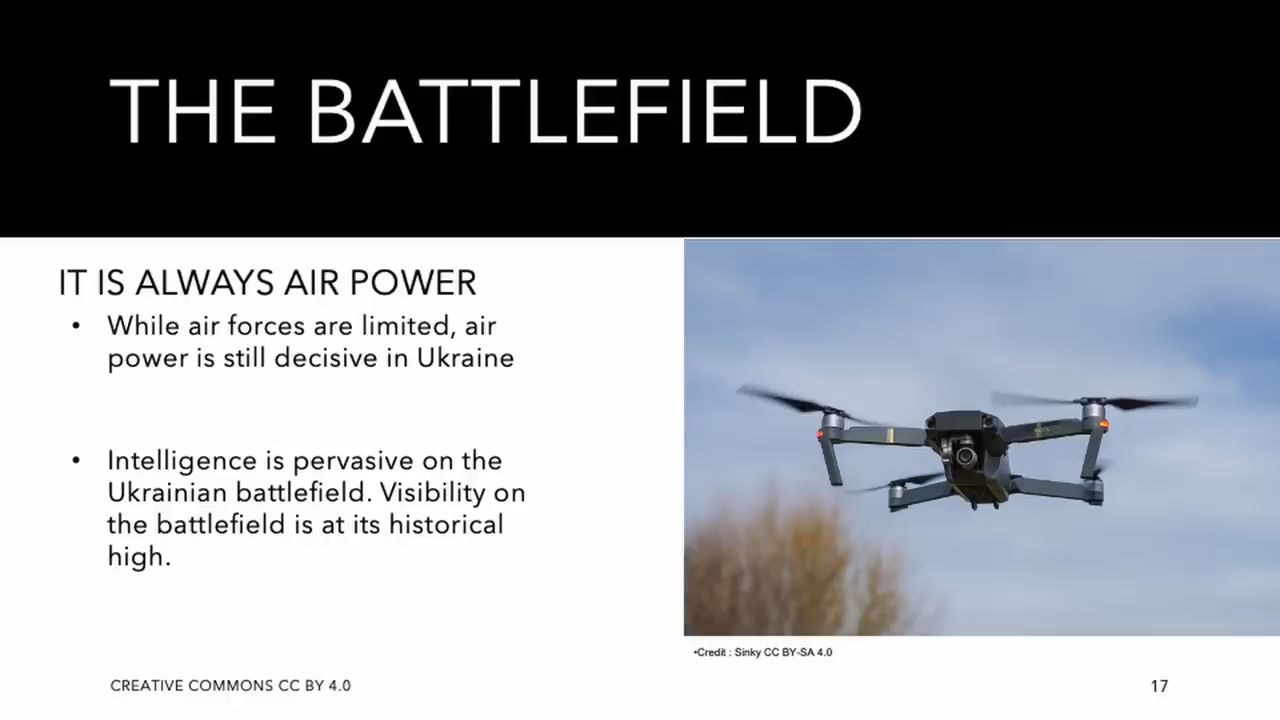 THE BATTLEFIELD
IT IS ALWAYS AIR POWER
• While air forces are limited, air
power is still decisive in Ukraine
• Intelligence is pervasive on the
Ukrainian battlefield. Visibility on
the battlefield is at its historical
high.
•Credit : Sinky CC BY-SA 4.0
CREATIVE COMMONS CC BY 4.0
17